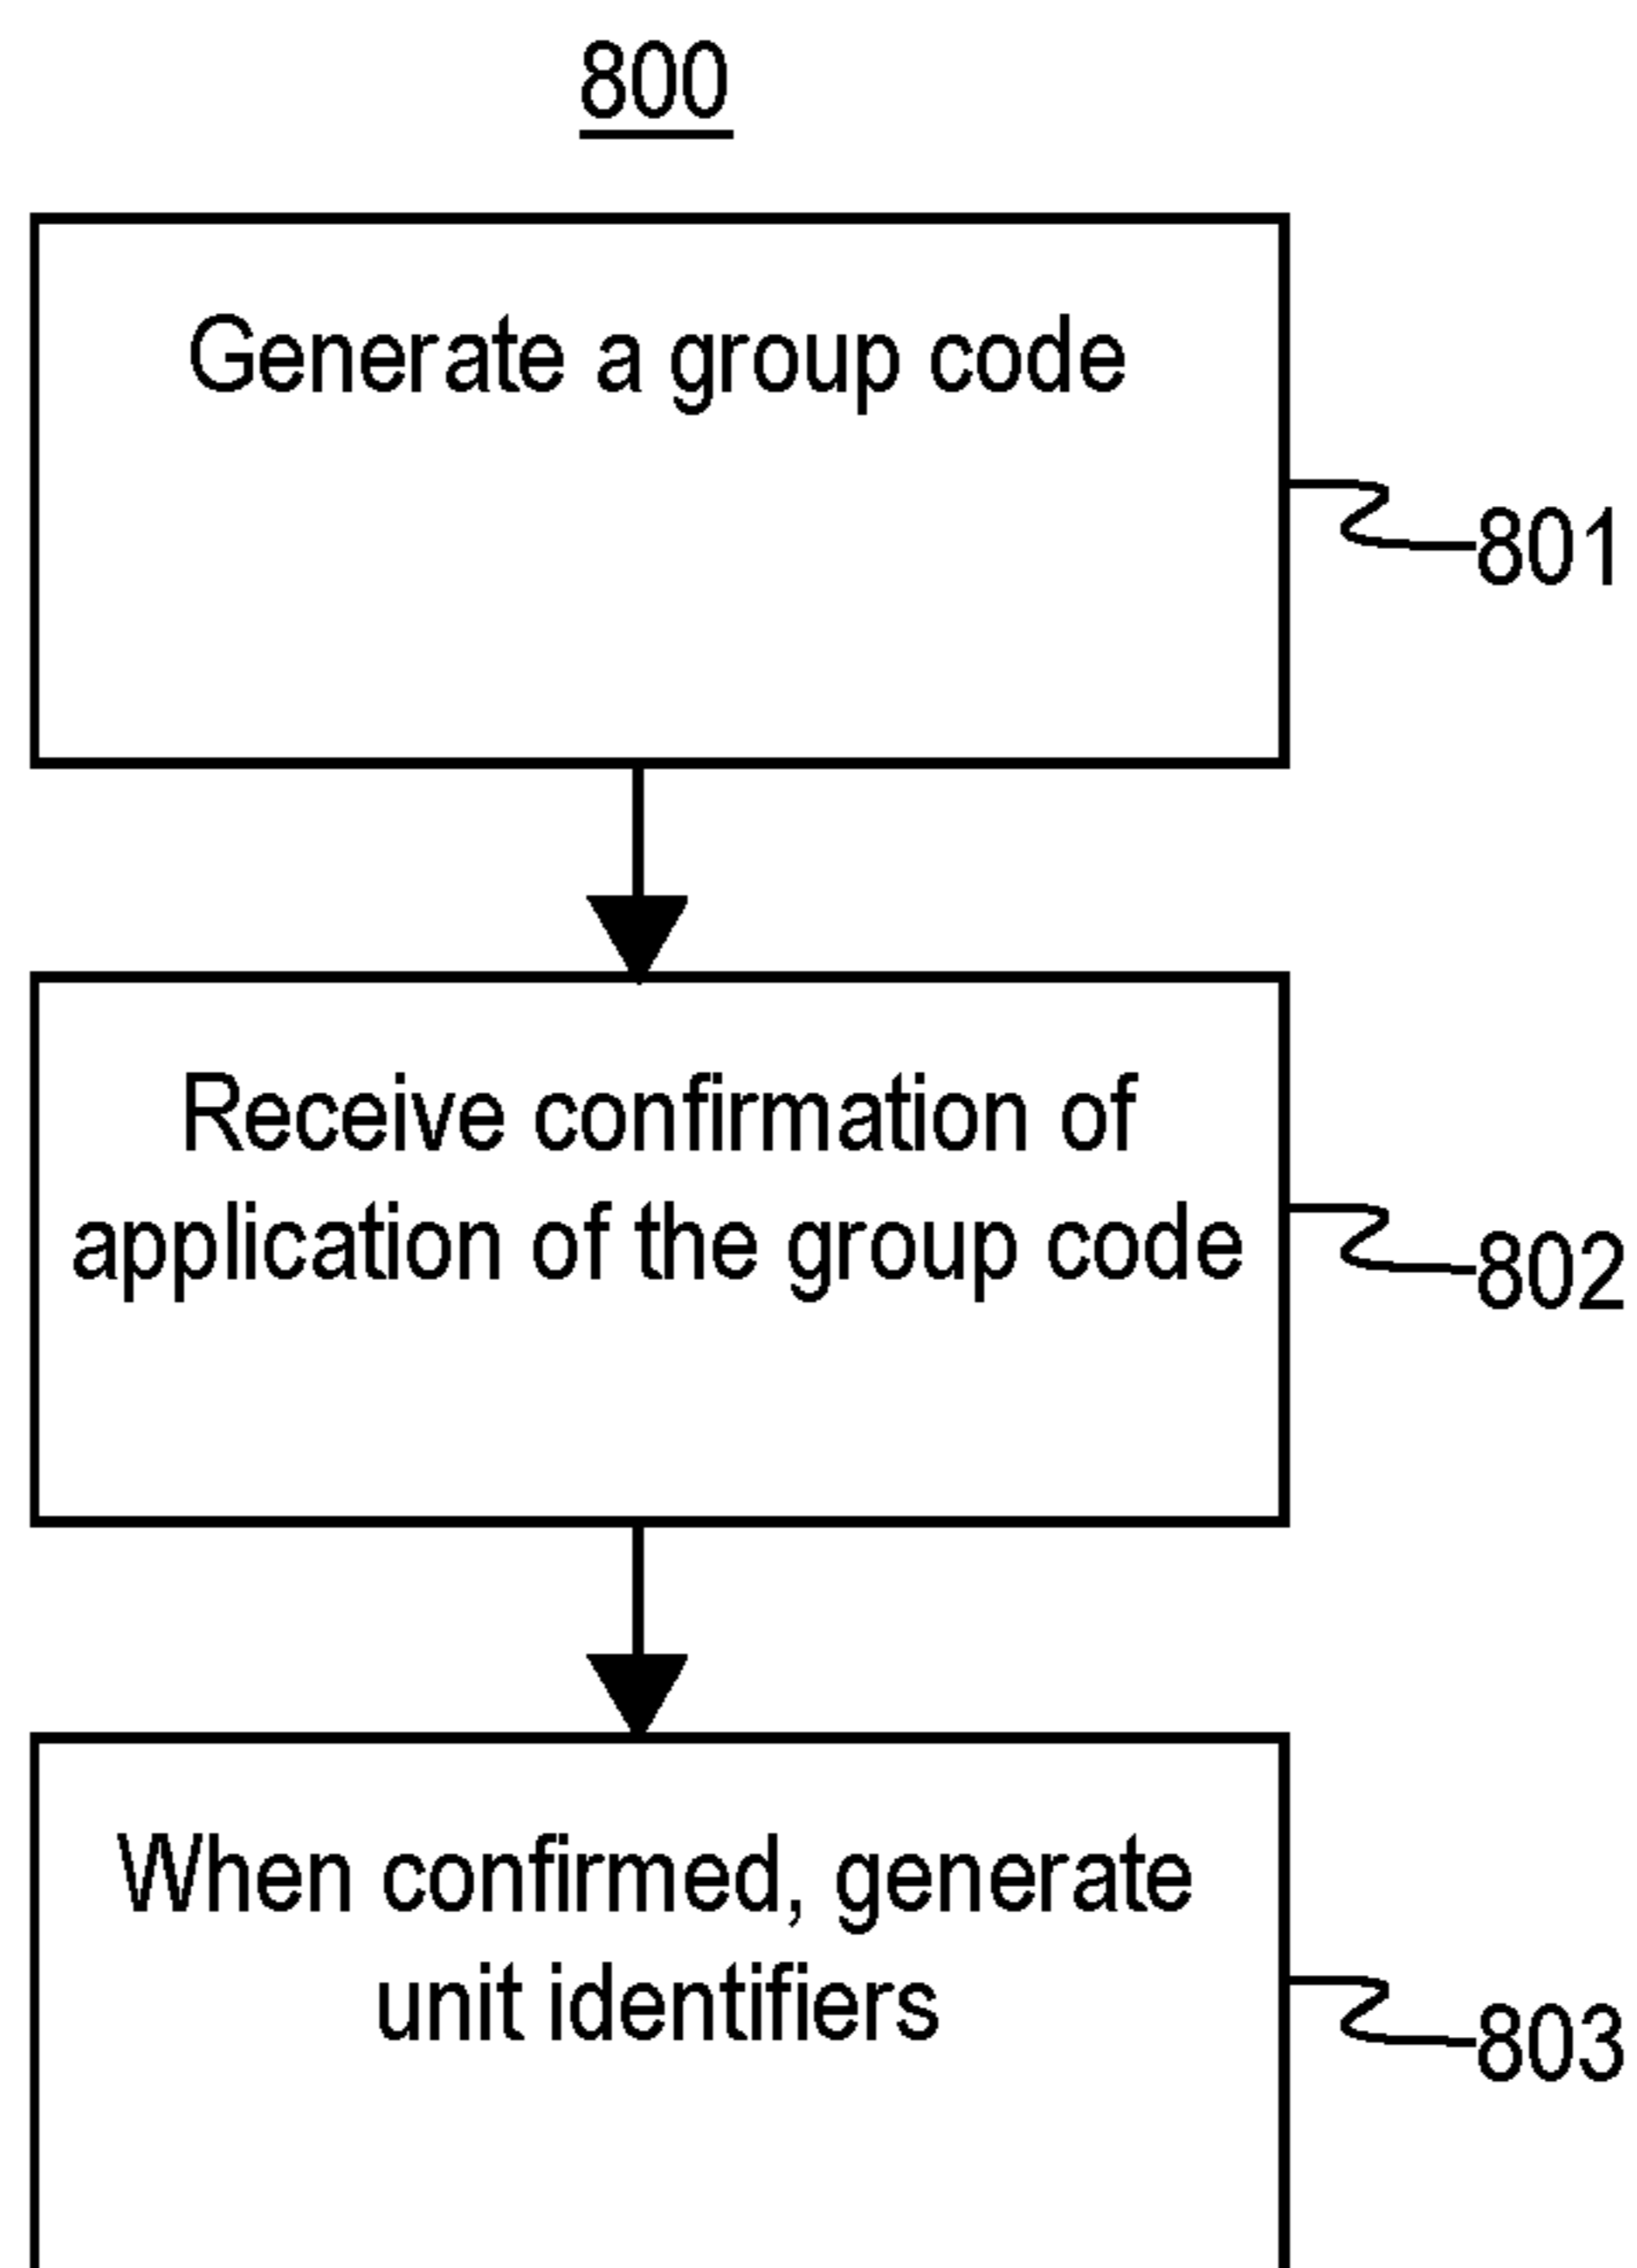 800
Generate a group code
801
Receive confirmation of
application of the group code
802
When confirmed, generate
unit identifiers
803